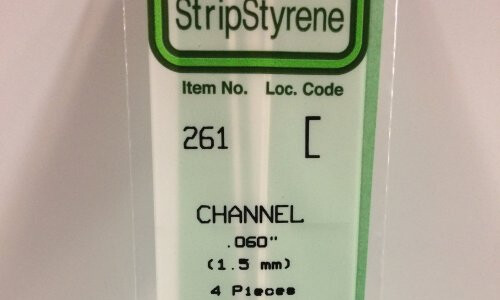 StripStyrene
Item No. Loc. Code
261 [
CHANNEL
.060"
(1.5 mm)
4 Pieces